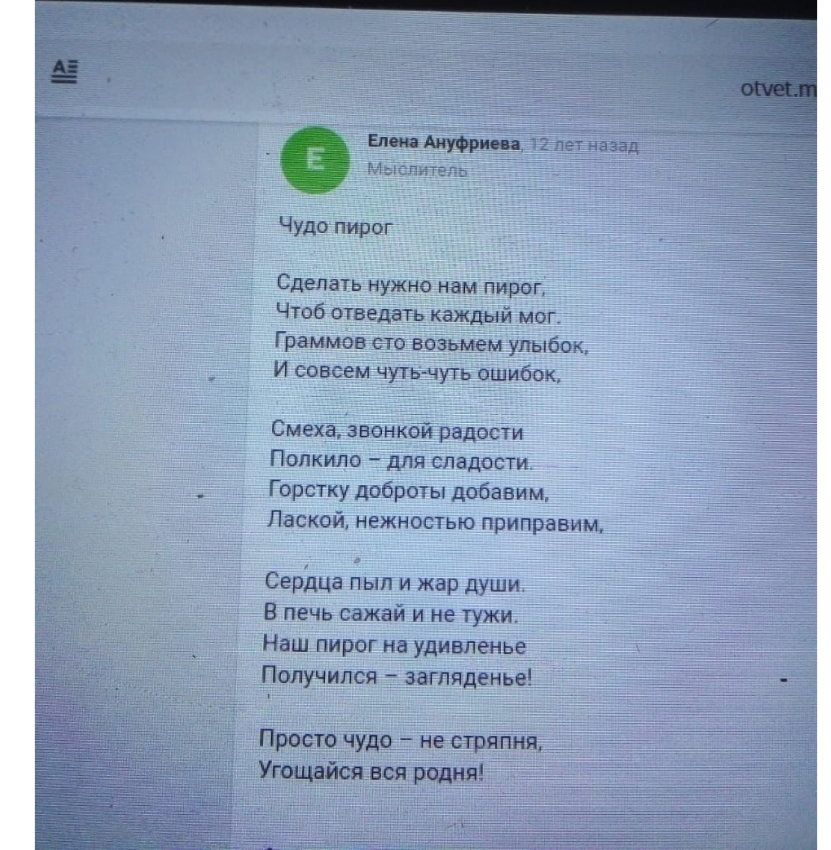 AΞ
otvet.m
Елена Ануфриева, 12 лет назад
Мыслитель
E
Чудо пирог
Сделать нужно нам пирог,
Чтоб отведать каждый мог.
Граммов сто возьмем улыбок,
И совсем чуть-чуть ошибок,
Смеха, звонкой радости
Полкило – для сладости.
Горстку доброты добавим,
Лаской, нежностью приправим,
Сердца пыл и жар души.
В печь сажай и не тужи.
Наш пирог на удивленье
Получился – загляденье!
Просто чудо – не стряпня,
Угощайся вся родня!